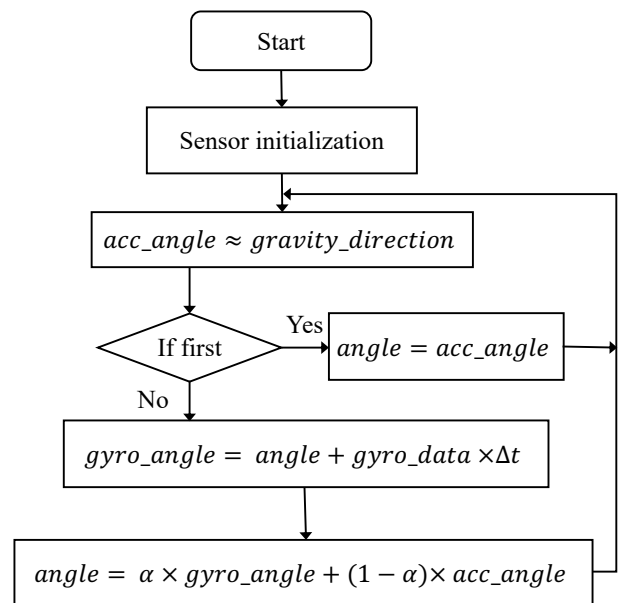 Start
Sensor initialization
acc_angle ≈ gravity_direction
If first
Yes
angle = acc_angle
No
gyro_angle = angle + gyro_data ×Δt
angle = α × gyro_angle + (1 − α)× acc_angle